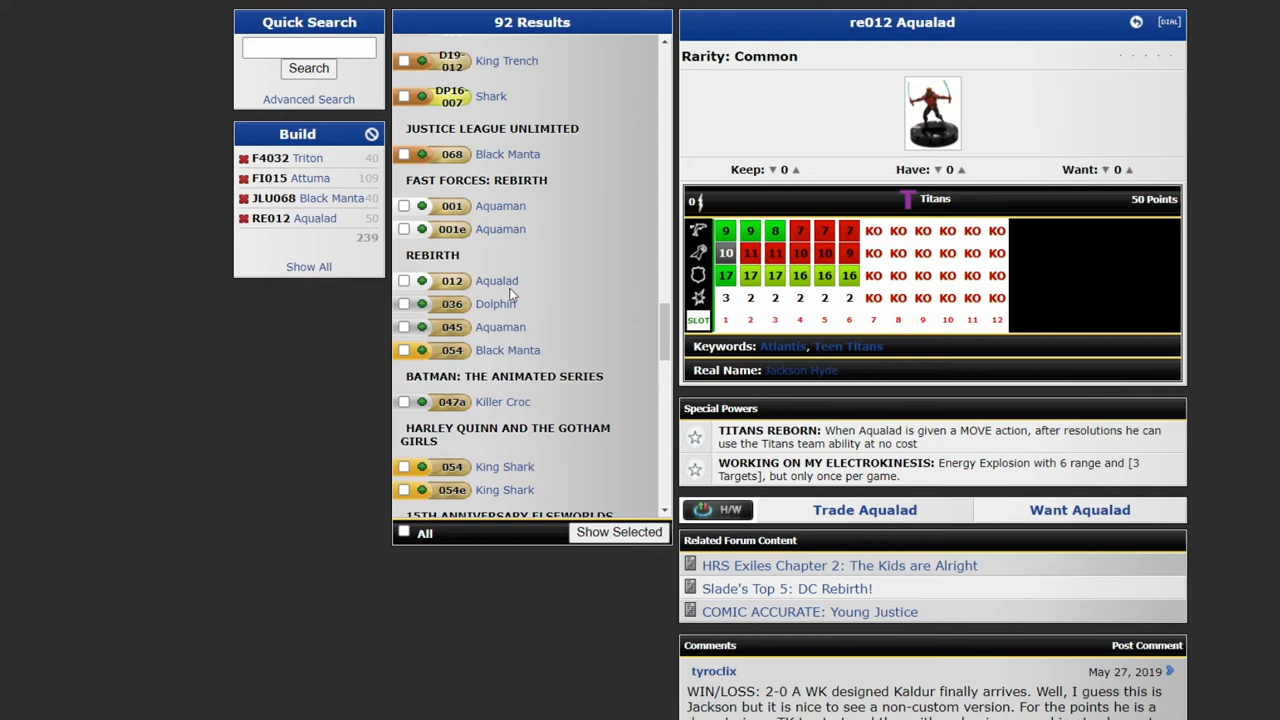 Quick Search
Search
Advanced Search
Build
F4032 Triton 40
FI015 Attuma 109
JLU068 Black Manta 40
RE012 Aqualad 50
239
Show All
92 Results
D19-012 King Trench
DP16-007 Shark
JUSTICE LEAGUE UNLIMITED
068 Black Manta
FAST FORCES: REBIRTH
001 Aquaman
001e Aquaman
REBIRTH
012 Aqualad
036 Dolphin
045 Aquaman
054 Black Manta
BATMAN: THE ANIMATED SERIES
047a Killer Croc
HARLEY QUINN AND THE GOTHAM
GIRLS
054 King Shark
054e King Shark
15TH ANNIVERSARY ELSEWORLDS
All
Show Selected
re012 Aqualad
[DIAL]
Rarity: Common
Keep: 0 Have: 0 Want: 0
0 T Titans 50 Points
9 9 8 7 7 7 KO KO KO KO KO KO
10 11 11 10 10 9 KO KO KO KO KO KO
17 17 17 16 16 16 KO KO KO KO KO KO
3 2 2 2 2 2 KO KO KO KO KO KO
SLOT 1 2 3 4 5 6 7 8 9 10 11 12
Keywords: Atlantis, Teen Titans
Real Name: Jackson Hyde
Special Powers
TITANS REBORN: When Aqualad is given a MOVE action, after resolutions he can
use the Titans team ability at no cost
WORKING ON MY ELECTROKINESIS: Energy Explosion with 6 range and [3
Targets], but only once per game.
H/W Trade Aqualad Want Aqualad
Related Forum Content
HRS Exiles Chapter 2: The Kids are Alright
Slade's Top 5: DC Rebirth!
COMIC ACCURATE: Young Justice
Comments Post Comment
tyroclix May 27, 2019
WIN/LOSS: 2-0 A WK designed Kaldur finally arrives. Well, I guess this is
Jackson but it is nice to see a non-custom version. For the points he is a